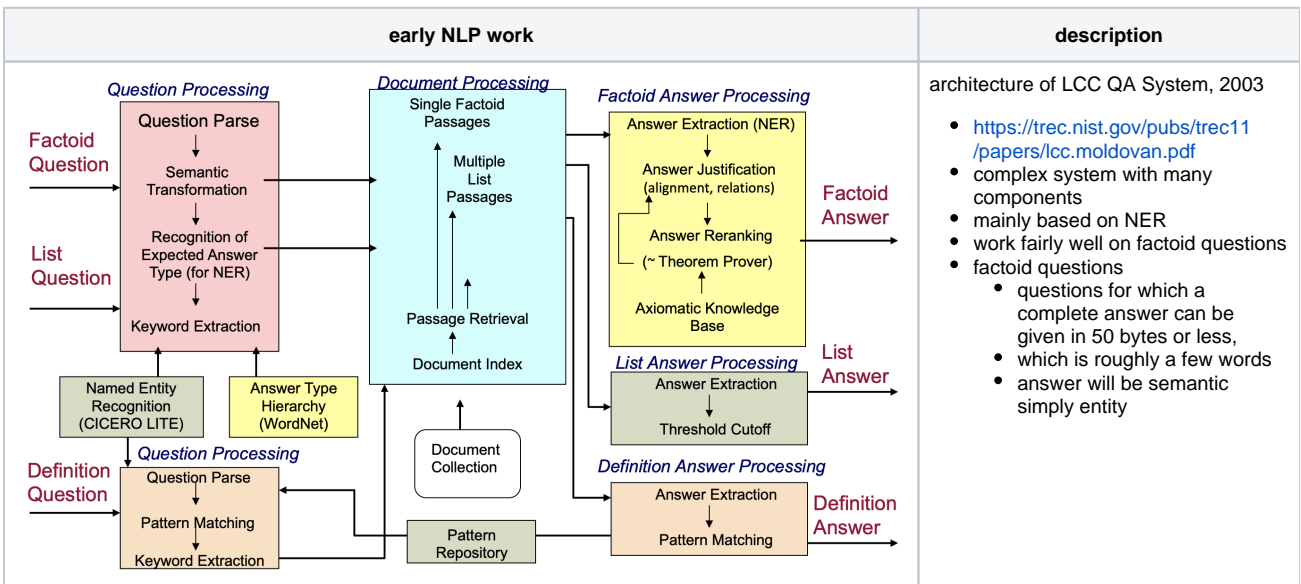 early NLP work
description
Question Processing
Factoid
Question
List
Question
Question Parse
Semantic
Transformation
Recognition of
Expected Answer
Type (for NER)
Keyword Extraction
Named Entity
Recognition
(CICERO LITE)
Answer Type
Hierarchy
(WordNet)
Document Processing
Single Factoid
Passages
Multiple
List
Passages
Passage Retrieval
Document Index
Document
Collection
Factoid Answer Processing
Answer Extraction (NER)
Answer Justification
(alignment, relations)
Answer Reranking
(~ Theorem Prover)
Axiomatic Knowledge
Base
Factoid
Answer
List Answer Processing
Answer Extraction
Threshold Cutoff
List
Answer
Question Processing
Definition
Question
Question Parse
Pattern Matching
Keyword Extraction
Pattern
Repository
Definition Answer Processing
Answer Extraction
Pattern Matching
Definition
Answer
architecture of LCC QA System, 2003
https://trec.nist.gov/pubs/trec11
/papers/lcc.moldovan.pdf
complex system with many
components
mainly based on NER
work fairly well on factoid questions
factoid questions
questions for which a
complete answer can be
given in 50 bytes or less,
which is roughly a few words
answer will be semantic
simply entity